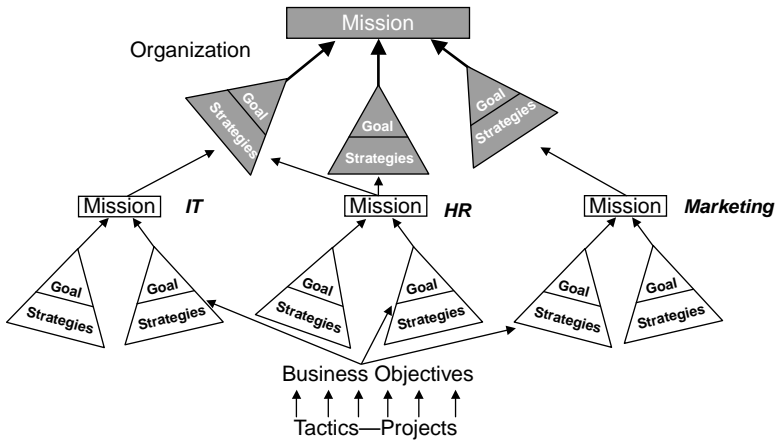 Mission
Organization
Goal
Strategies
Goal
Strategies
Goal
Strategies
Mission
IT
Mission
HR
Mission
Marketing
Goal
Strategies
Goal
Strategies
Goal
Strategies
Goal
Strategies
Goal
Strategies
Goal
Strategies
Business Objectives
Tactics—Projects